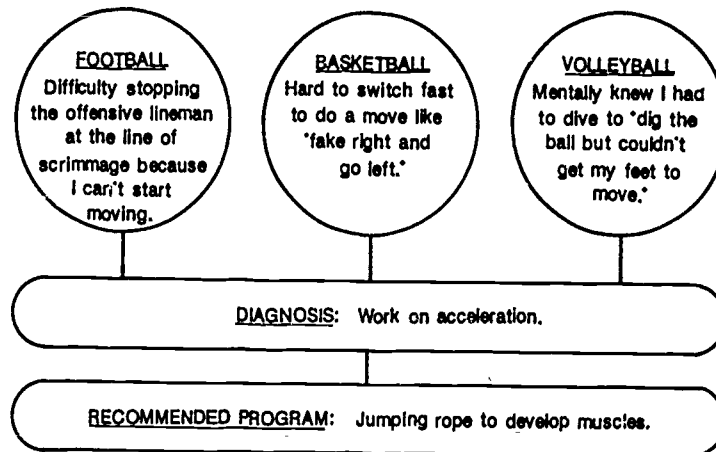 FOOTBALL
Difficulty stopping
the offensive lineman
at the line of
scrimmage because
I can't start
moving.
BASKETBALL
Hard to switch fast
to do a move like
"fake right and
go left."
VOLLEYBALL
Mentally knew I had
to dive to "dig the
ball but couldn't
get my feet to
move."
DIAGNOSIS: Work on acceleration.
RECOMMENDED PROGRAM: Jumping rope to develop muscles.